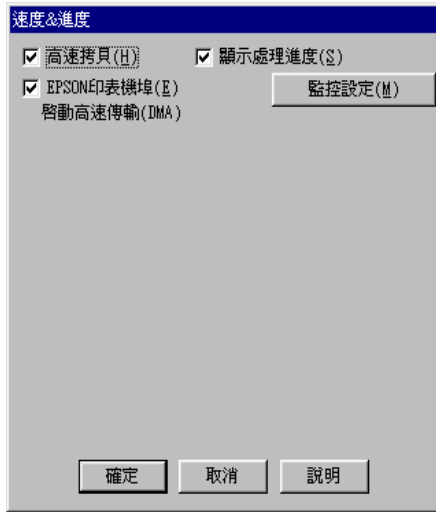 速度&進度
高速拷貝(H)
顯示處理進度(S)
EPSON印表機埠(E)
監控設定(M)
啓動高速傳輸(DMA)
確定
取消
說明